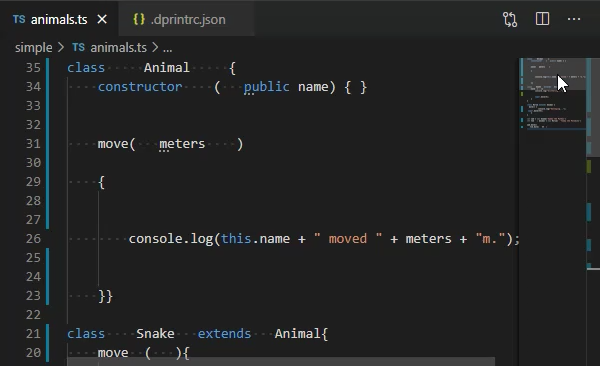 TS animals.ts ×
{} .dprintrc.json
simple > TS animals.ts > ...
35 class Animal {
34 constructor ( public name) { }
33
32
31 move( meters )
30
29 {
28
27
26 console.log(this.name + " moved " + meters + "m.");
25
24
23 }}
22
21 class Snake extends Animal{
20 move ( ){